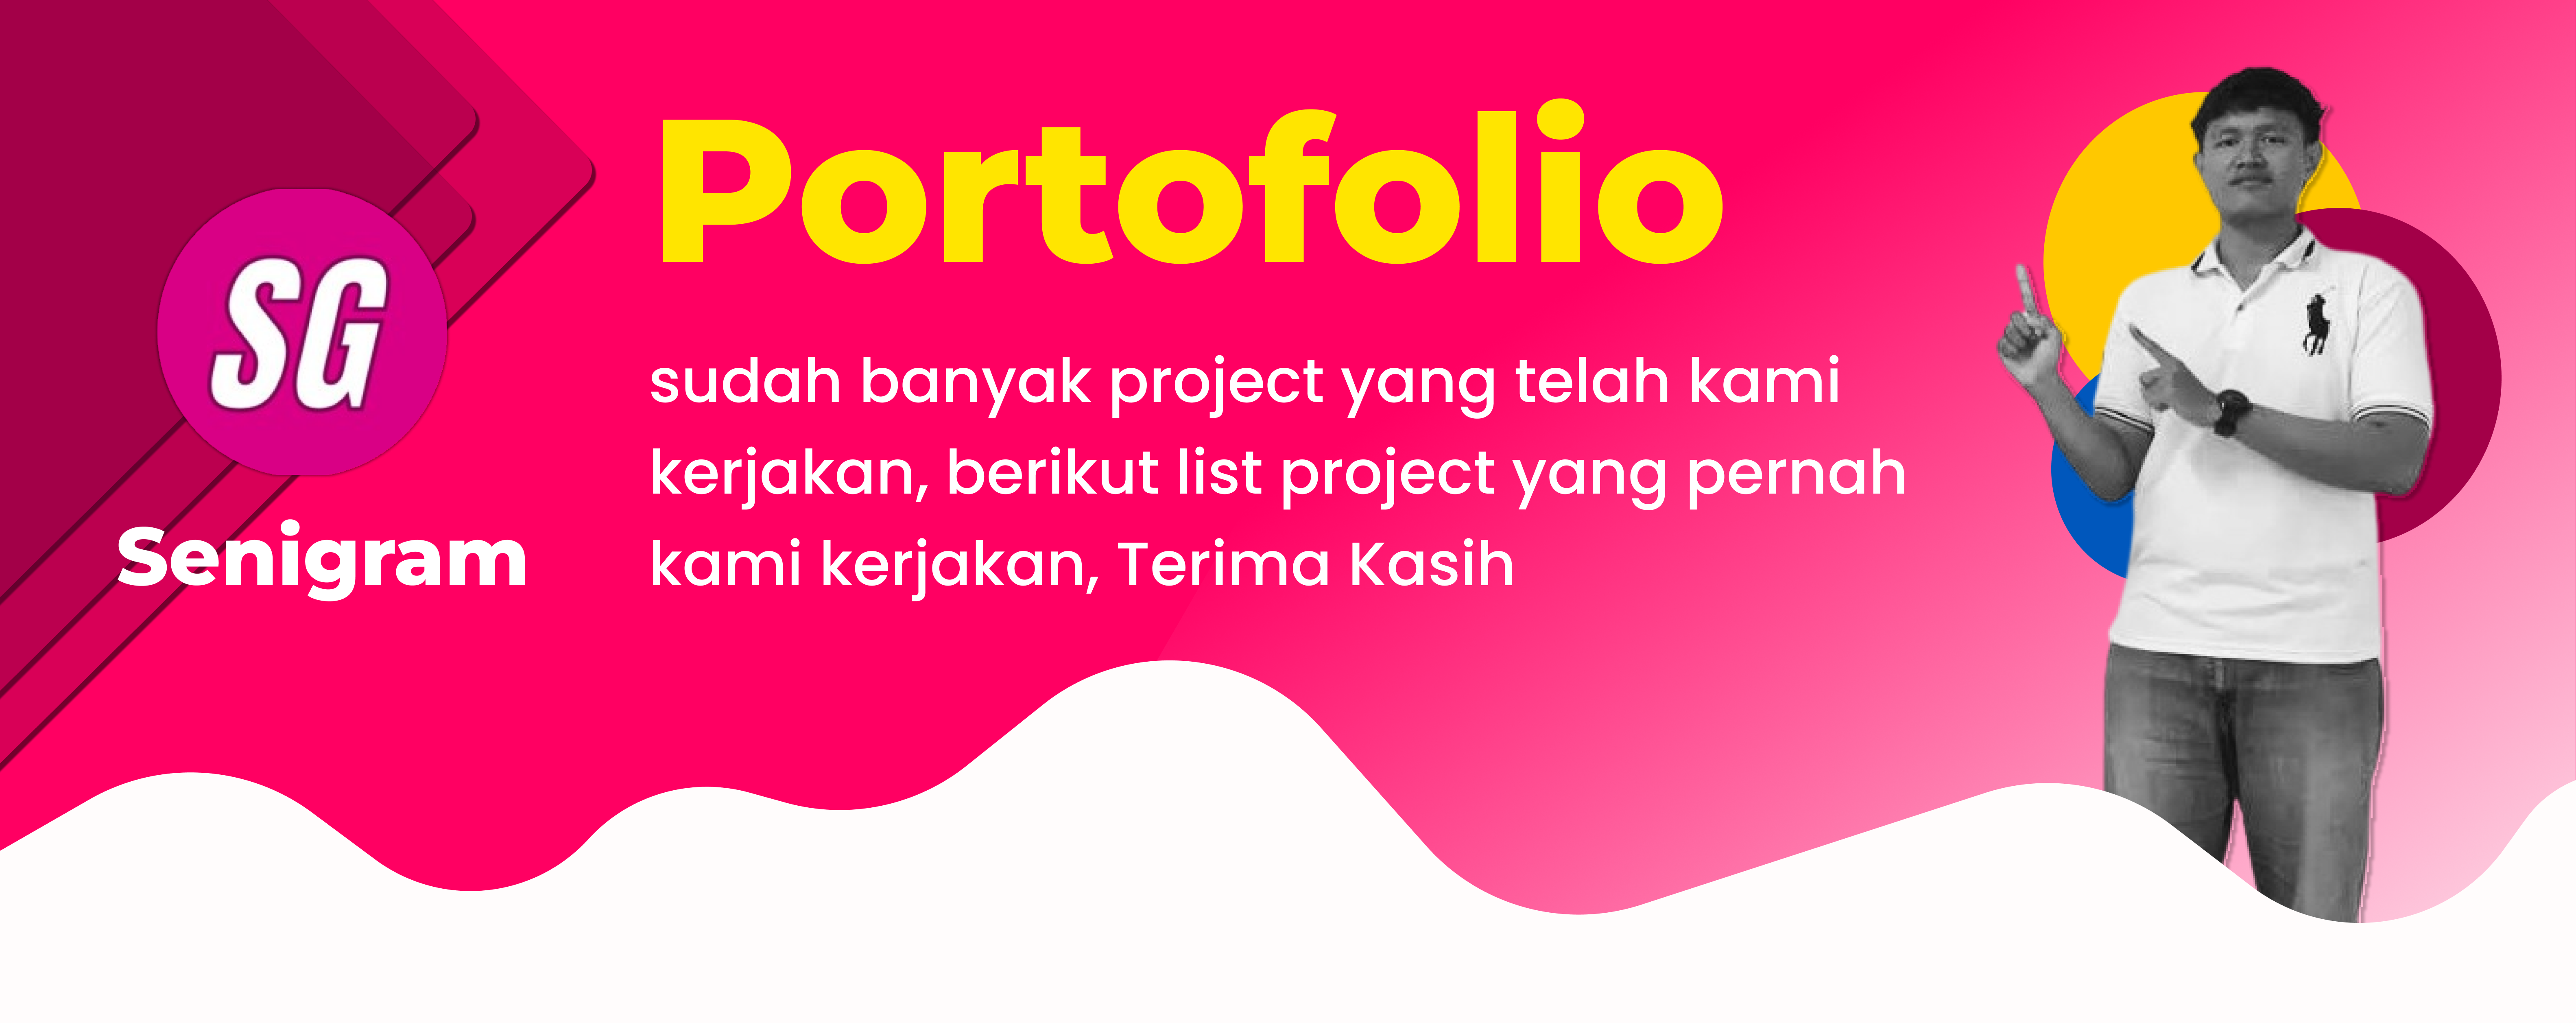 SG
Senigram
Portofolio
sudah banyak project yang telah kami
kerjakan, berikut list project yang pernah
kami kerjakan, Terima Kasih